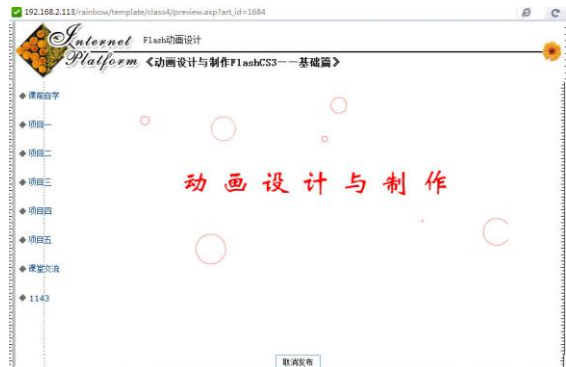 192.168.2.113/rainbow/template/class4/preview.asp?art_id=1684
Internet Flash动画设计
Platform 《动画设计与制作FlashCS3——基础篇》
◆ 课前自学
◆ 项目一
◆ 项目二
◆ 项目三
动画设计与制作
◆ 项目四
◆ 项目五
◆ 课堂交流
◆ 1143
取消发布